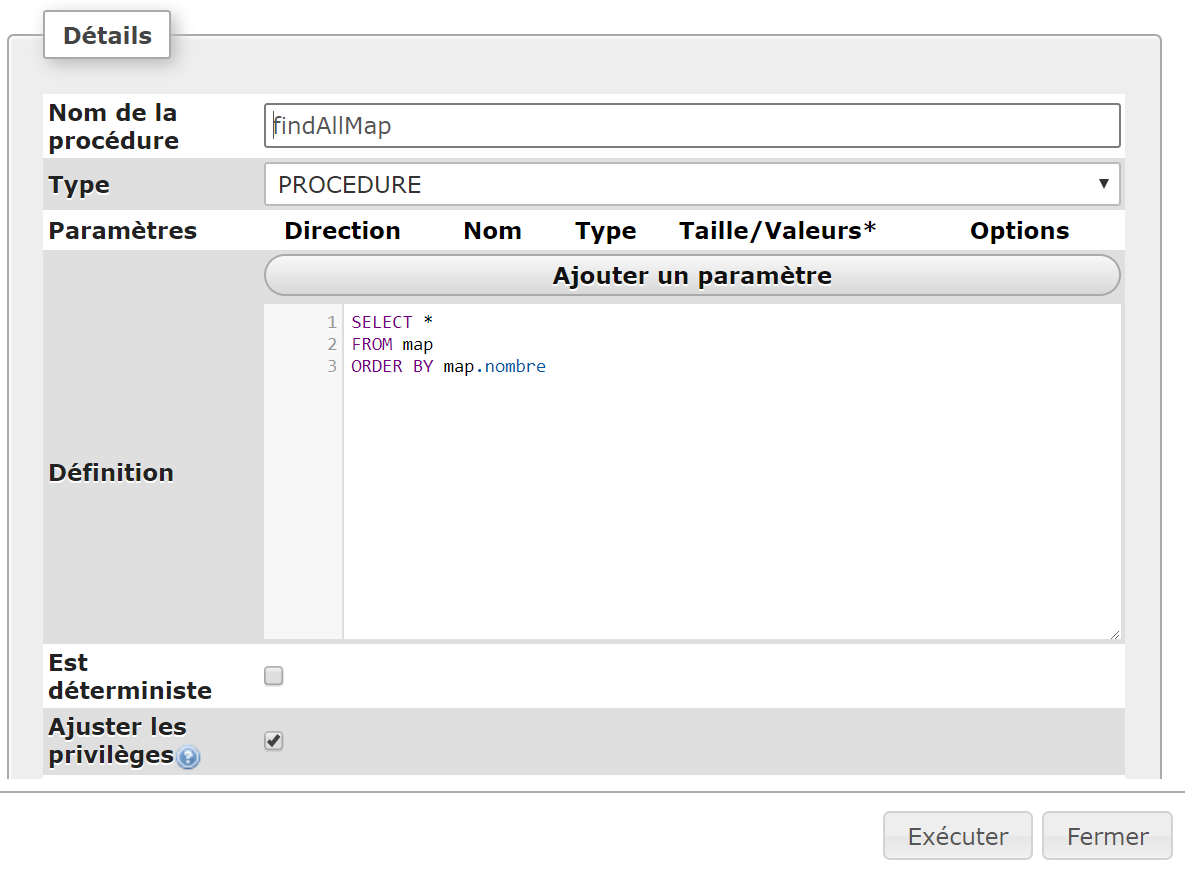 Détails
Nom de la
procédure
findAllMap
Type
PROCEDURE
Paramètres Direction Nom Type Taille/Valeurs* Options
Ajouter un paramètre
Définition
1 SELECT *
2 FROM map
3 ORDER BY map.nombre
Est
déterministe
Ajuster les
privilèges
Exécuter Fermer